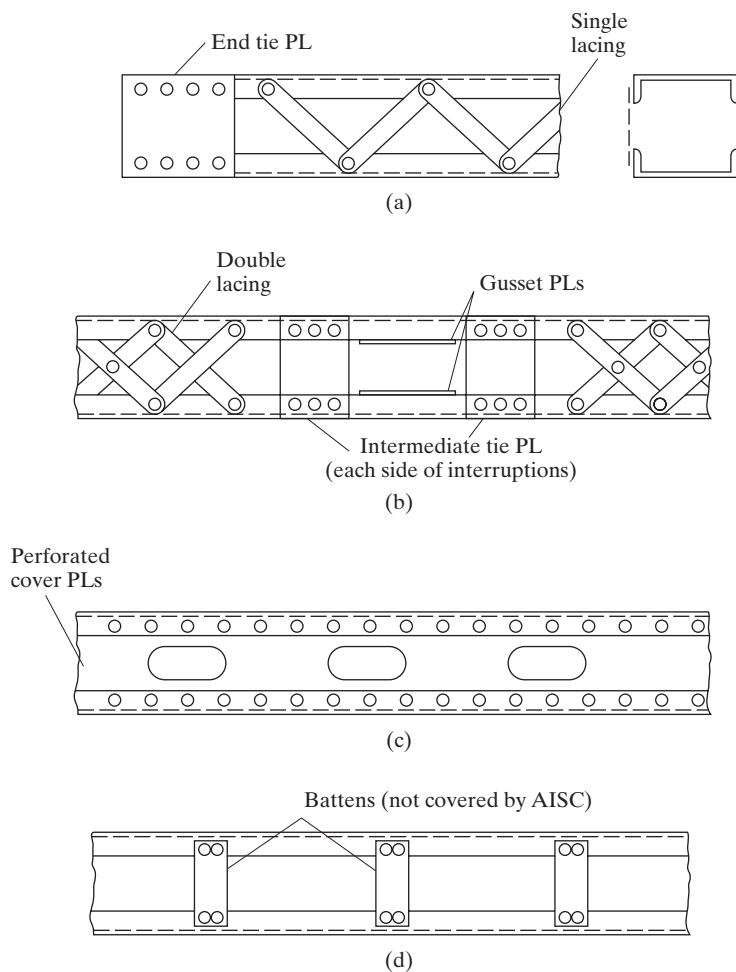 End tie PL
Single
lacing
(a)
Double
lacing
Gusset PLs
Intermediate tie PL
(each side of interruptions)
(b)
Perforated
cover PLs
(c)
Battens (not covered by AISC)
(d)